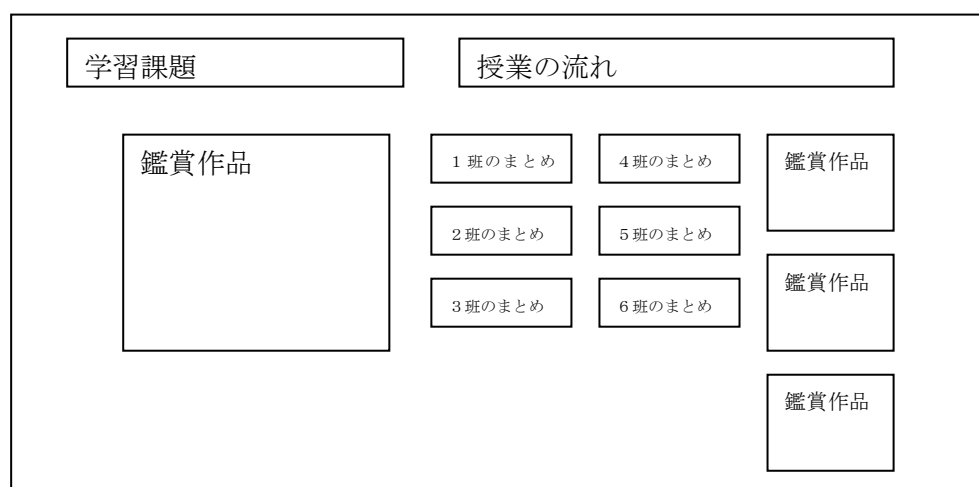 学習課題
授業の流れ
鑑賞作品
１班のまとめ
４班のまとめ
鑑賞作品
２班のまとめ
５班のまとめ
鑑賞作品
３班のまとめ
６班のまとめ
鑑賞作品